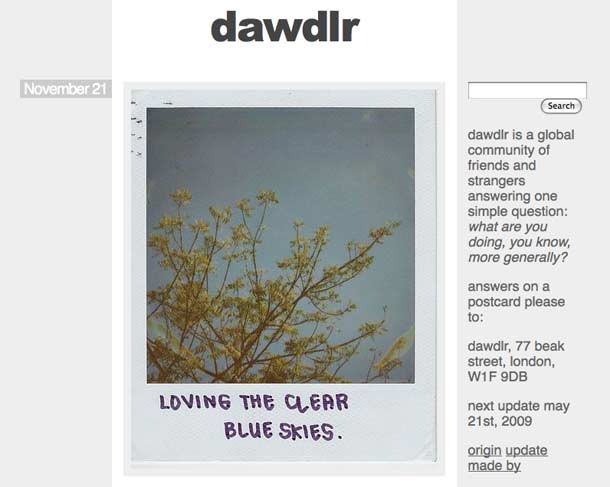 dawdlr
November 21
LOVING THE CLEAR
BLUE SKIES.
Search
dawdlr is a global
community of
friends and
strangers
answering one
simple question:
what are you
doing, you know,
more generally?
answers on a
postcard please
to:
dawdlr, 77 beak
street, london,
W1F 9DB
next update may
21st, 2009
origin update
made by